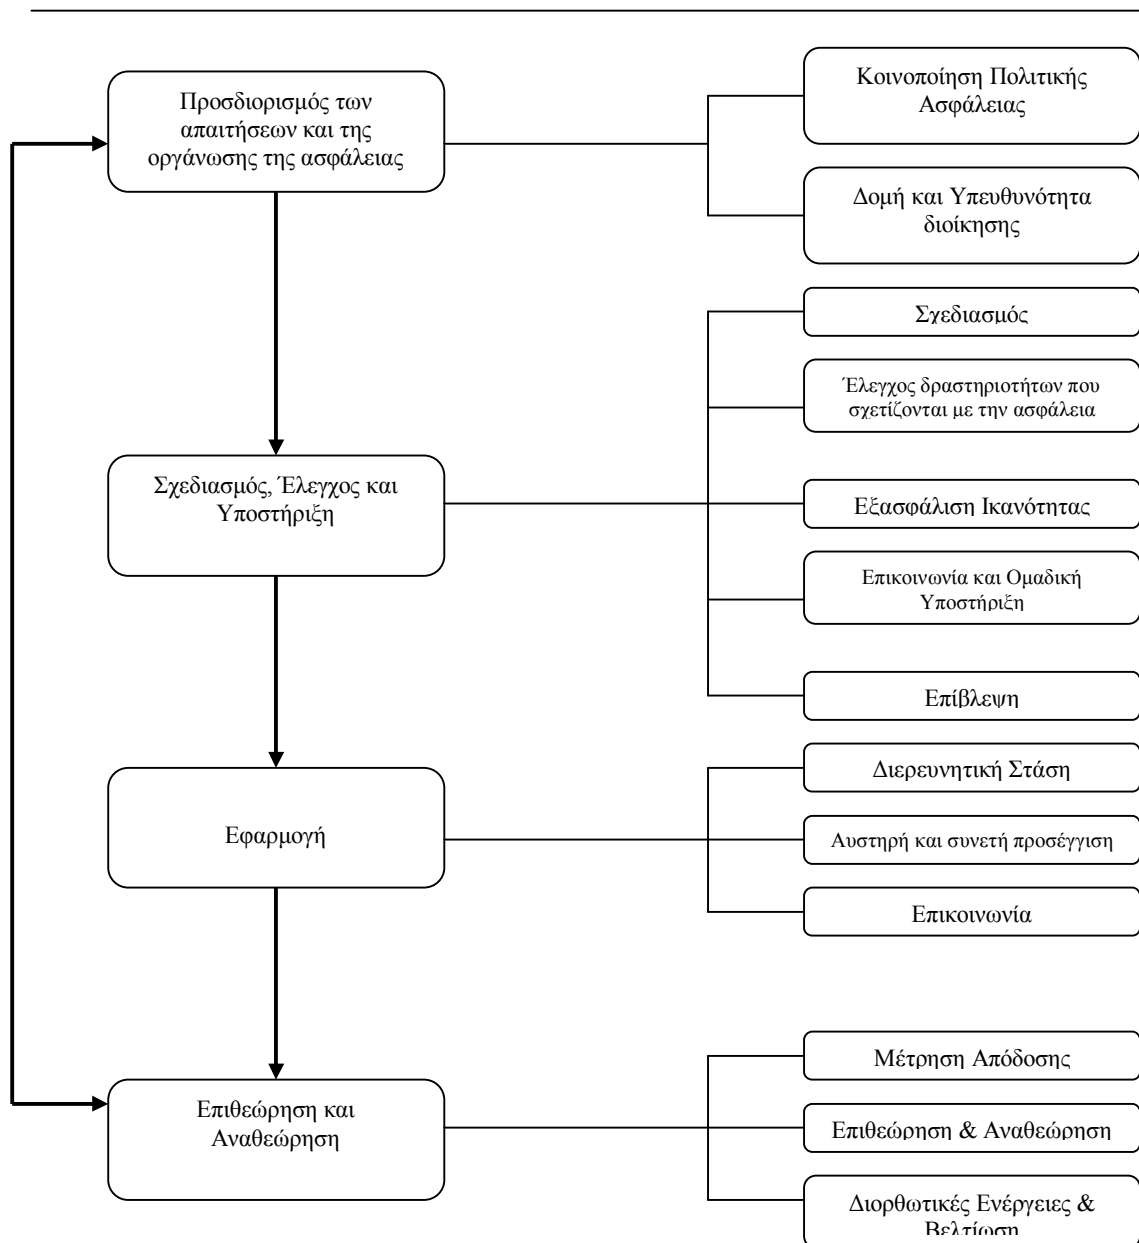 Προσδιορισμός των
απαιτήσεων και της
οργάνωσης της ασφάλειας
Κοινοποίηση Πολιτικής
Ασφάλειας
Δομή και Υπευθυνότητα
διοίκησης
Σχεδιασμός, Έλεγχος και
Υποστήριξη
Σχεδιασμός
Έλεγχος δραστηριοτήτων που
σχετίζονται με την ασφάλεια
Εξασφάλιση Ικανότητας
Επικοινωνία και Ομαδική
Υποστήριξη
Επίβλεψη
Εφαρμογή
Διερευνητική Στάση
Αυστηρή και συνετή προσέγγιση
Επικοινωνία
Επιθεώρηση και
Αναθεώρηση
Μέτρηση Απόδοσης
Επιθεώρηση & Αναθεώρηση
Διορθωτικές Ενέργειες &
Βελτίωση